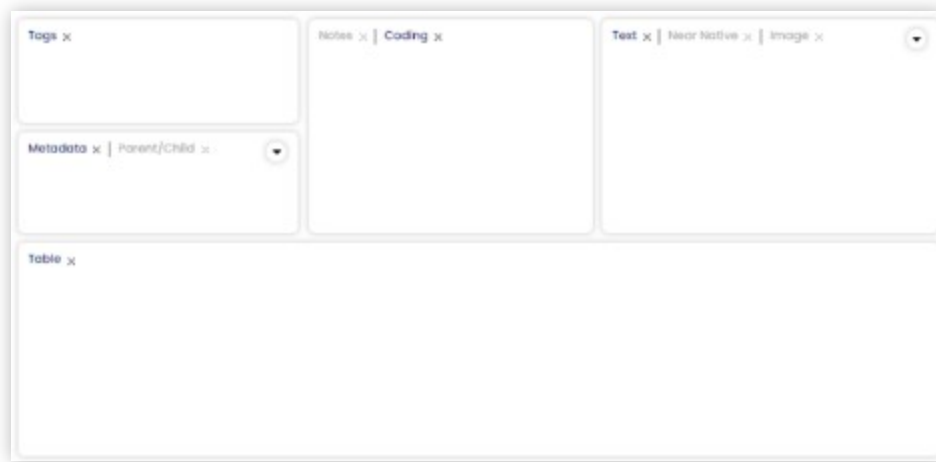 Tags ×
Notes × | Coding ×
Text × | Near Native × | Image ×
Metadata × | Parent/Child ×
Table ×